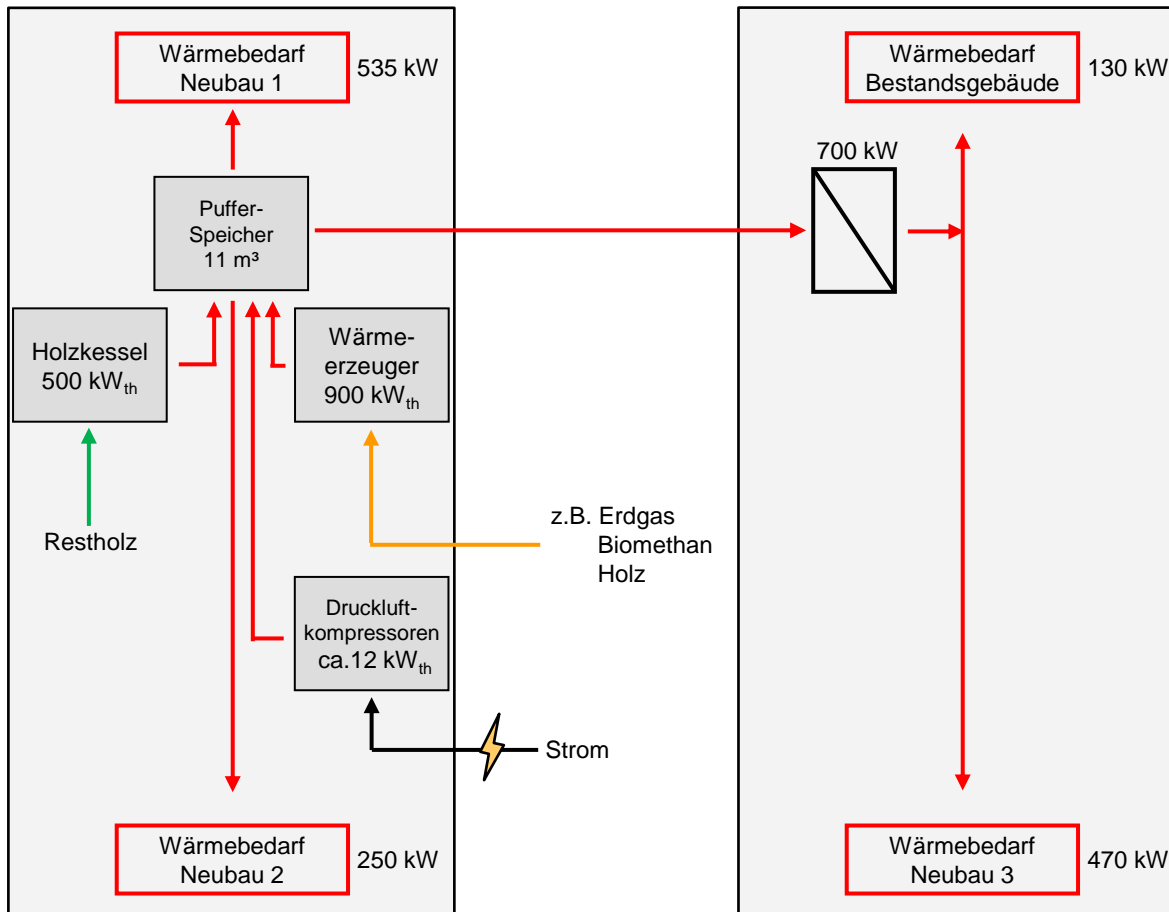 Wärmebedarf
Neubau 1
535 kW
Wärmebedarf
Bestandsgebäude
130 kW
700 kW
Puffer-
Speicher
11 m³
Holzkessel
500 kWth
Wärme-
erzeuger
900 kWth
Restholz
z.B. Erdgas
Biomethan
Holz
Druckluft-
kompressoren
ca.12 kWth
Strom
Wärmebedarf
Neubau 2
250 kW
Wärmebedarf
Neubau 3
470 kW